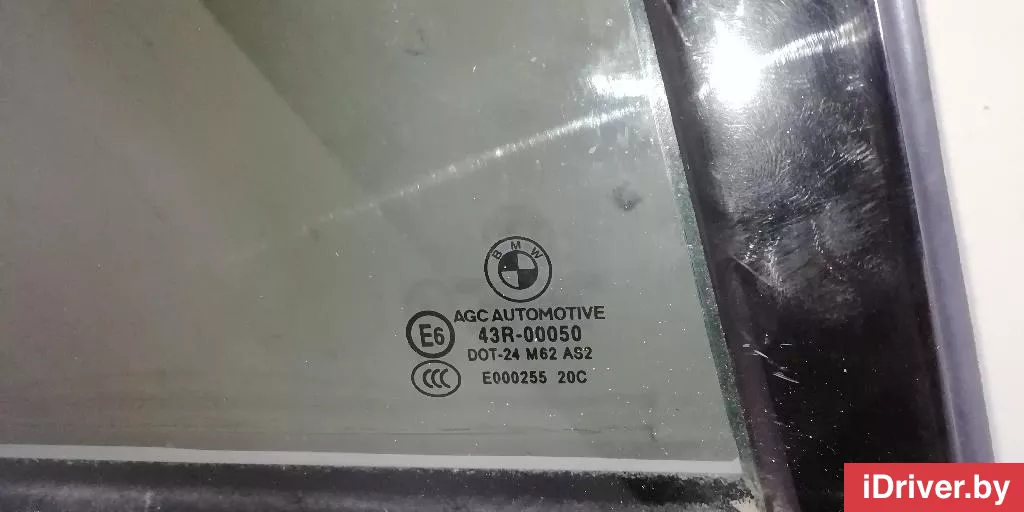 BMW
AGC AUTOMOTIVE
E6 43R-00050
DOT-24 M62 AS2
CCC E000255 20C
iDriver.by